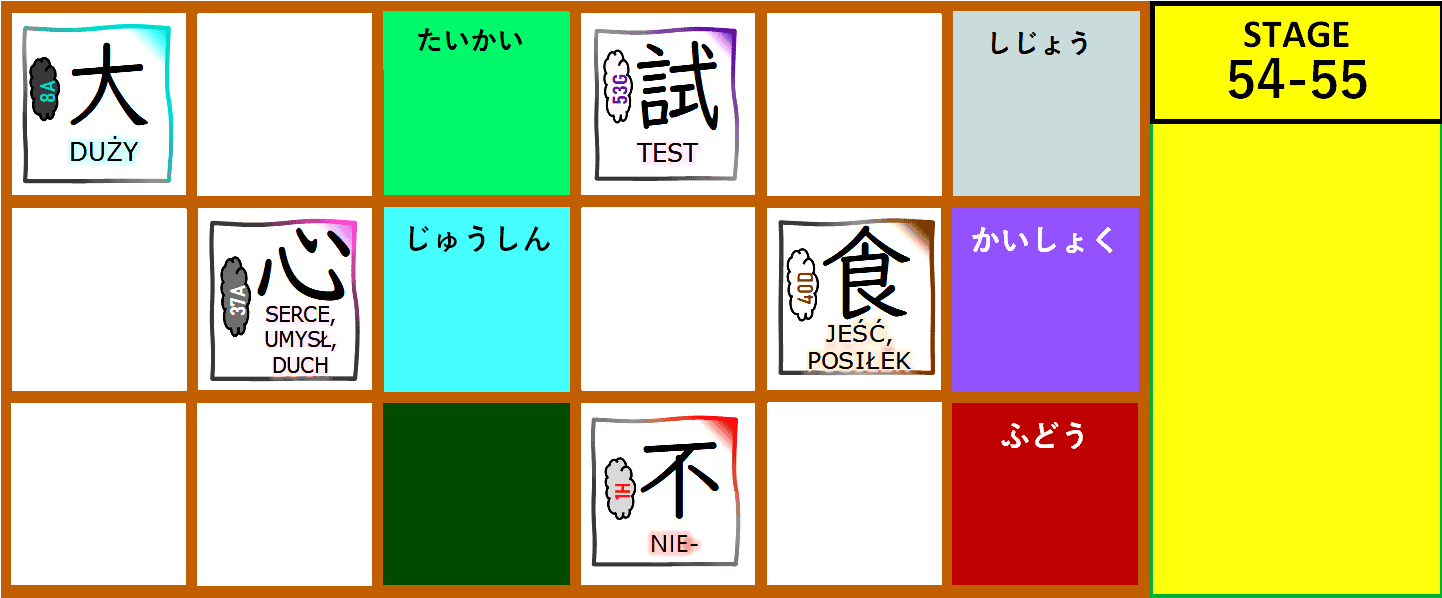 大
8A
DUŻY
たいかい
試
53G
TEST
しじょう
STAGE
54-55
心
37A
SERCE,
UMYSŁ,
DUCH
じゅうしん
食
40D
JEŚĆ,
POSIŁEK
かいしょく
不
1H
NIE-
ふどう